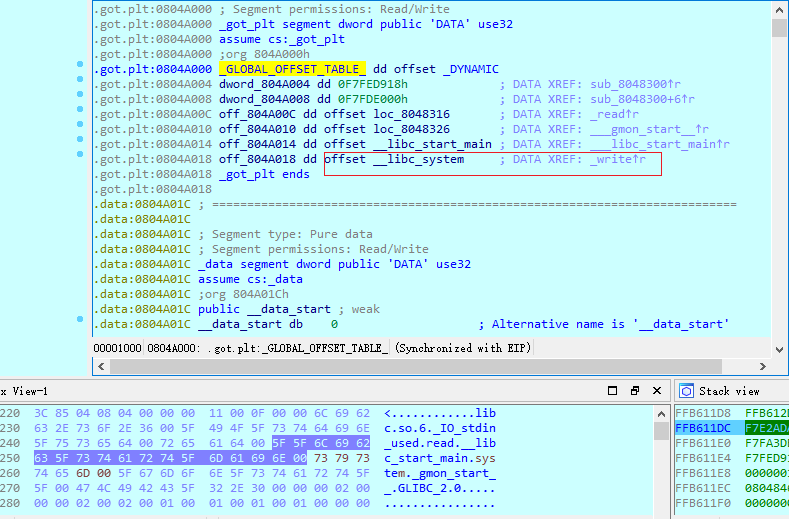 .got.plt:0804A000 ; Segment permissions: Read/Write
.got.plt:0804A000 _got_plt segment dword public 'DATA' use32
.got.plt:0804A000 assume cs:_got_plt
.got.plt:0804A000 ;org 804A000h
.got.plt:0804A000 _GLOBAL_OFFSET_TABLE_ dd offset _DYNAMIC
.got.plt:0804A004 dword_804A004 dd 0F7FED918h ; DATA XREF: sub_8048300↑r
.got.plt:0804A008 dword_804A008 dd 0F7FDE000h ; DATA XREF: sub_8048300+6↑r
.got.plt:0804A00C off_804A00C dd offset loc_8048316 ; DATA XREF: _read↑r
.got.plt:0804A010 off_804A010 dd offset loc_8048326 ; DATA XREF: ___gmon_start__↑r
.got.plt:0804A014 off_804A014 dd offset __libc_start_main ; DATA XREF: ___libc_start_main↑r
.got.plt:0804A018 off_804A018 dd offset __libc_system ; DATA XREF: _write↑r
.got.plt:0804A018 _got_plt ends
.got.plt:0804A018
.data:0804A01C ; ===========================================================================
.data:0804A01C
.data:0804A01C ; Segment type: Pure data
.data:0804A01C ; Segment permissions: Read/Write
.data:0804A01C _data segment dword public 'DATA' use32
.data:0804A01C assume cs:_data
.data:0804A01C ;org 804A01Ch
.data:0804A01C public __data_start ; weak
.data:0804A01C __data_start db 0 ; Alternative name is '__data_start'
00001000 0804A000: .got.plt:_GLOBAL_OFFSET_TABLE_ (Synchronized with EIP)
x View-1
220 3C 85 04 08 04 00 00 00 11 00 0F 00 00 6C 69 62 <............lib
230 63 2E 73 6F 2E 36 00 5F 49 4F 5F 73 74 64 69 6E c.so.6._IO_stdin
240 5F 75 73 65 64 00 72 65 61 64 00 5F 5F 6C 69 62 _used.read.__lib
250 63 5F 73 74 61 72 74 5F 6D 61 69 6E 00 73 79 73 c_start_main.sys
260 74 65 6D 00 5F 67 6D 6F 6E 5F 73 74 61 72 74 5F tem._gmon_start_
270 5F 00 47 4C 49 42 43 5F 32 2E 30 00 00 00 02 00 _.GLIBC_2.0.....
280 00 00 02 00 02 00 01 00 01 00 01 00 01 00 00 00 ................
Stack view
FFB611D8 FFB612
FFB611DC F7E2AD
FFB611E0 F7FA3D
FFB611E4 F7FED91
FFB611E8 000000
FFB611EC 080484
FFB611F0 000000